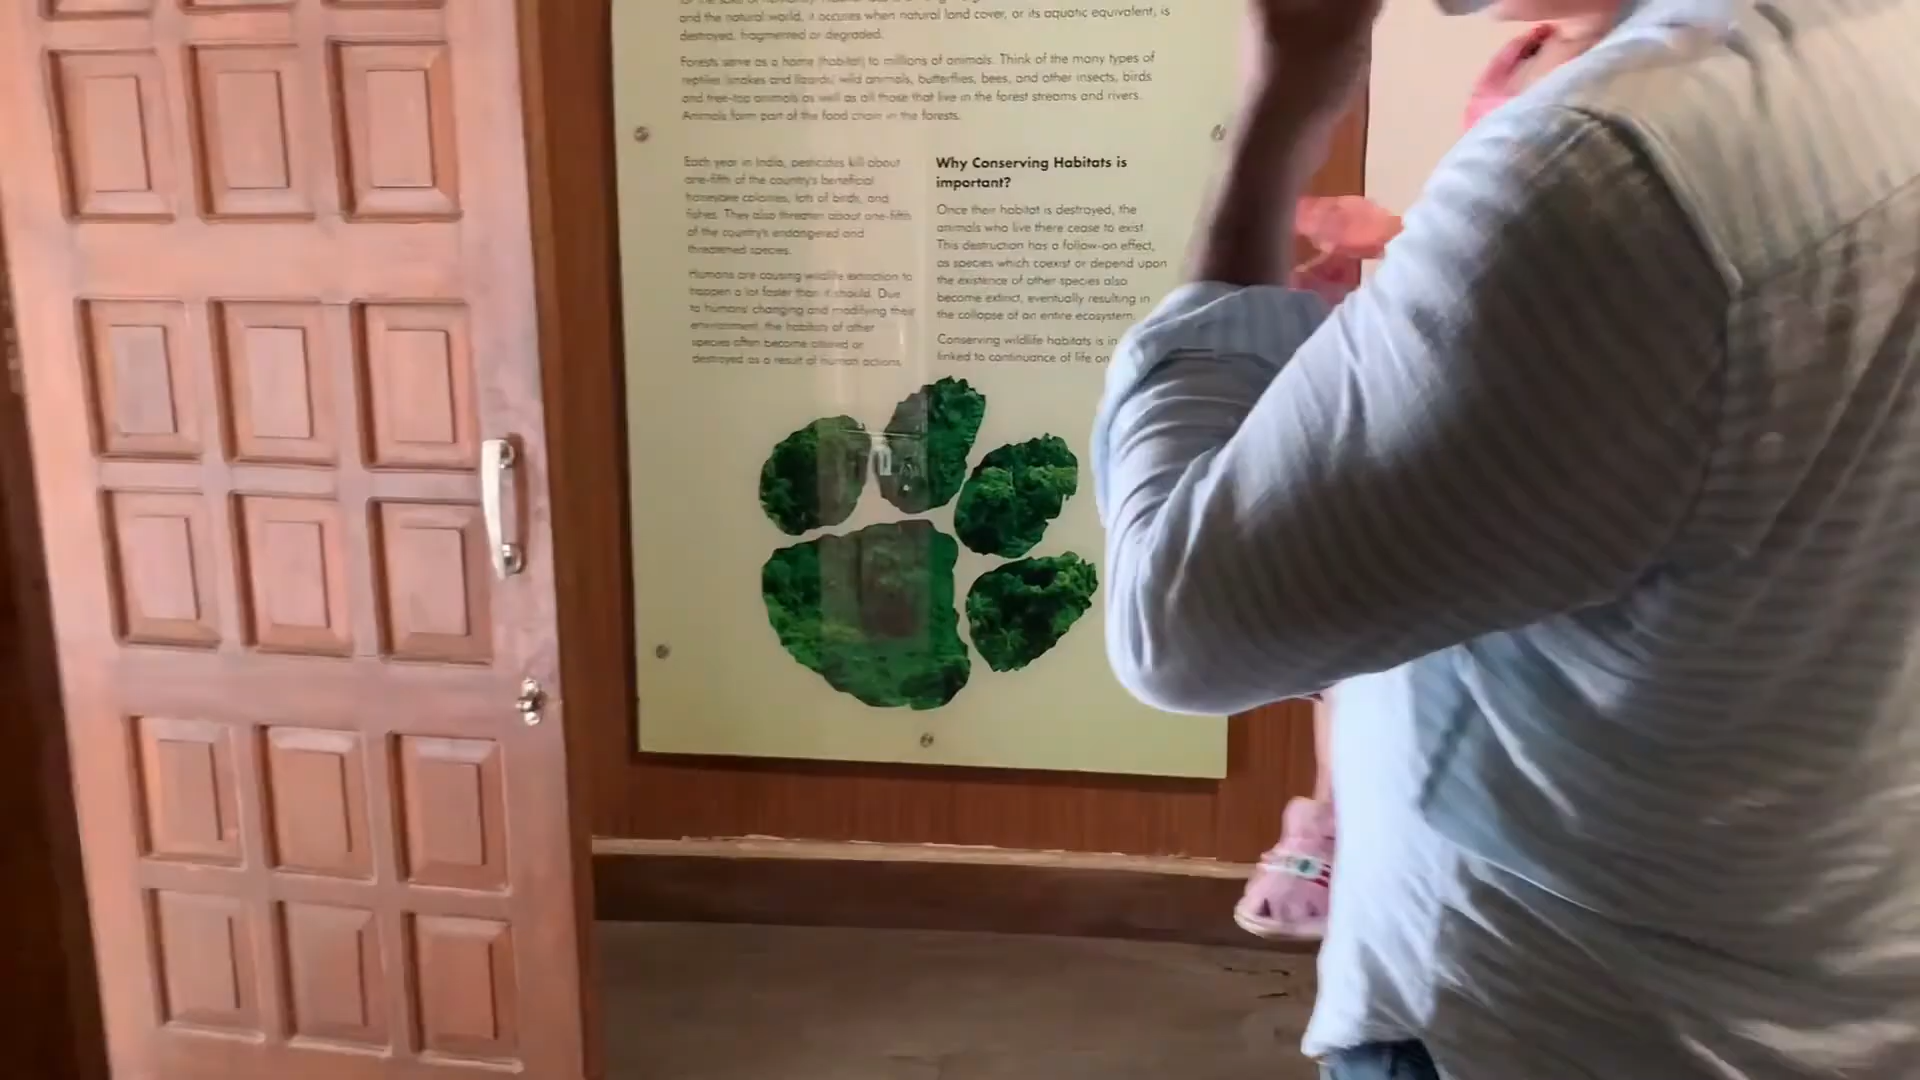 and the natural world, it occures when natural land cover, or its aquatic equivalent, is
destroyed, fragmented or degraded.
Forests serve as a home (habitat) to millions of animals. Think of the many types of
reptiles (snakes and lizards) wild animals, butterflies, bees, and other insects, birds
and tree-top animals as well as all those that live in the forest streams and rivers.
Animals form part of the food chain in the forests.
Each year in India, pesticides kill about
one-fifth of the country's beneficial
honeybee colonies, lots of birds, and
fishes. They also threaten about one-fifth
of the country's endangered and
threatened species.
Humans are causing wildlife extinction to
happen a lot faster than it should. Due
to humans' changing and modifying their
environment, the habitats of other
species often become altered or
destroyed as a result of human actions.
Why Conserving Habitats is
important?
Once their habitat is destroyed, the
animals who live there cease to exist.
This destruction has a follow-on effect,
as species which coexist or depend upon
the existence of other species also
become extinct, eventually resulting in
the collapse of an entire ecosystem.
Conserving wildlife habitats is in
linked to continuance of life on